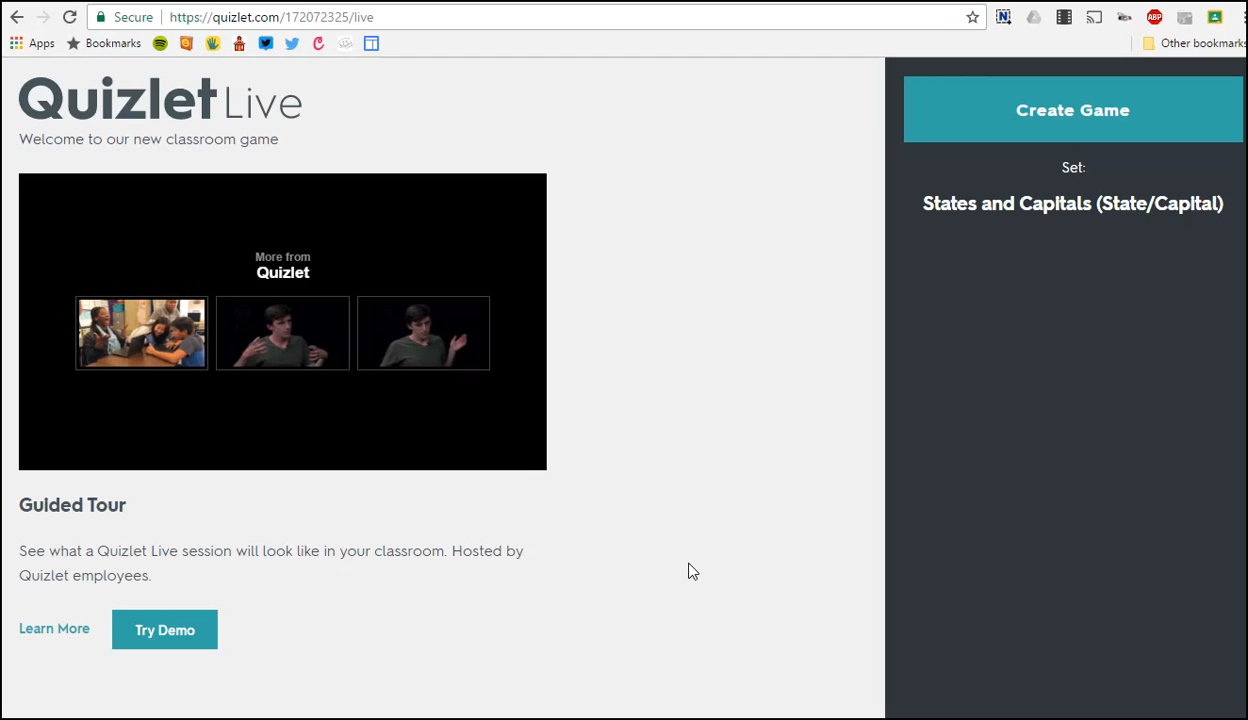 Secure https://quizlet.com/172072325/live
N ABP
Apps Bookmarks Other bookmarks
Quizlet Live
Welcome to our new classroom game
More from
Quizlet
Guided Tour
See what a Quizlet Live session will look like in your classroom. Hosted by
Quizlet employees.
Learn More Try Demo
Create Game
Set:
States and Capitals (State/Capital)